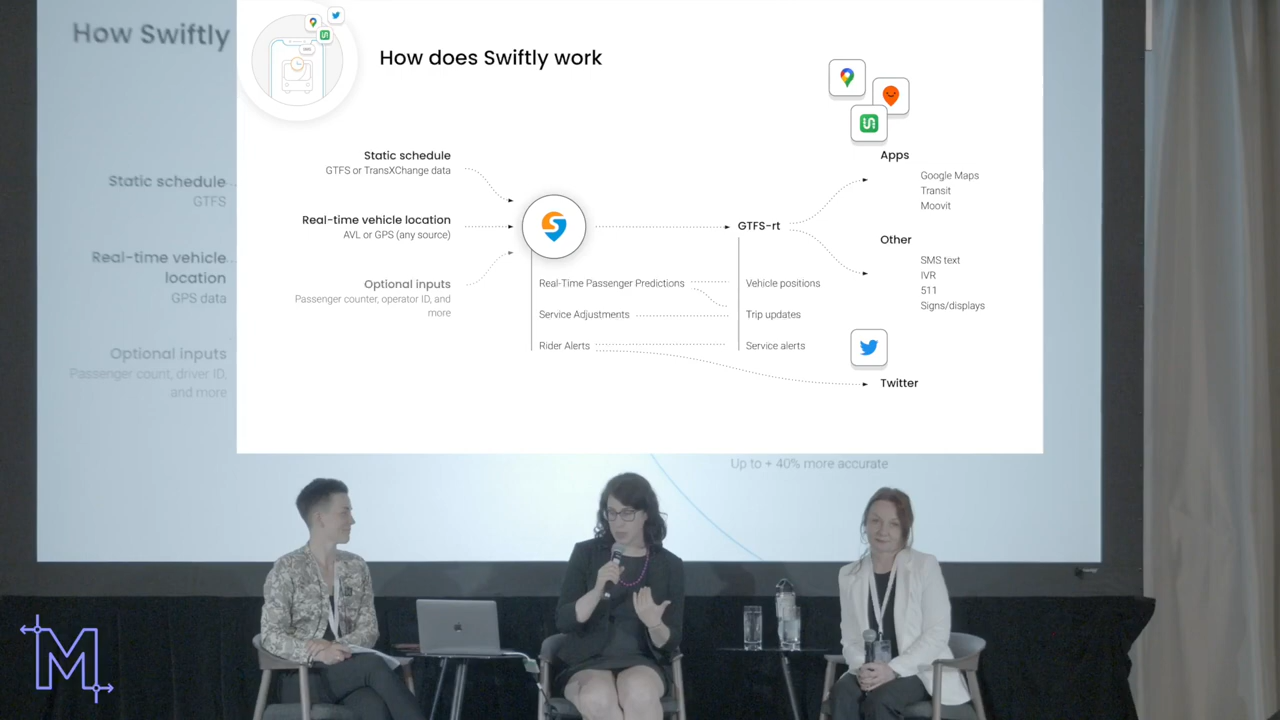 How does Swiftly work
Static schedule
GTFS or TransXChange data
Real-time vehicle location
AVL or GPS (any source)
Optional inputs
Passenger counter, operator ID, and
more
Real-Time Passenger Predictions
Service Adjustments
Rider Alerts
GTFS-rt
Vehicle positions
Trip updates
Service alerts
Apps
Google Maps
Transit
Moovit
Other
SMS text
IVR
511
Signs/displays
Twitter
How Swiftly
Static schedule
GTFS
Real-time vehicle
location
GPS data
Optional inputs
Passenger count, driver ID,
and more
Up to + 40% more accurate
M